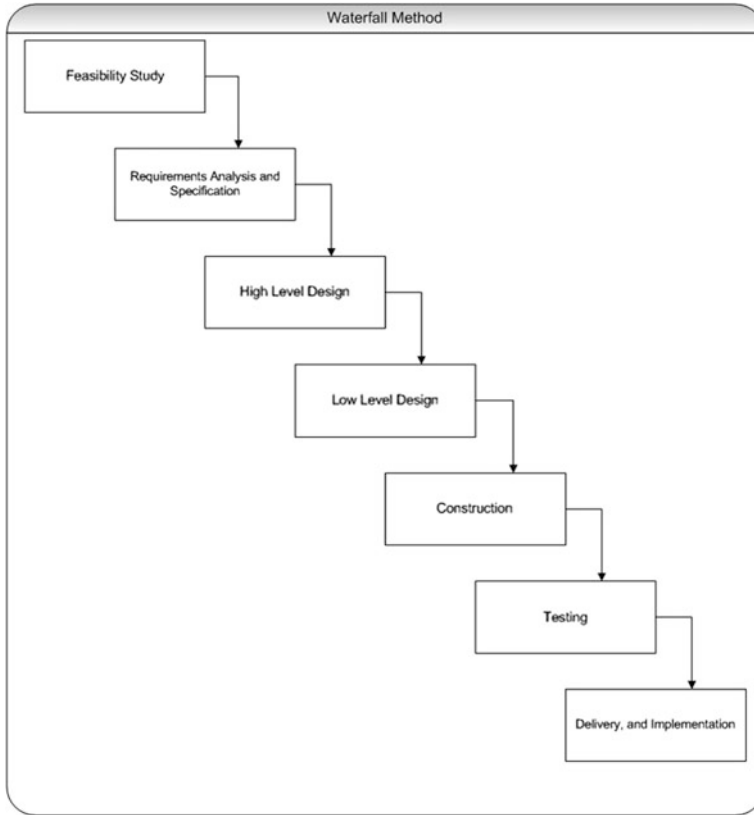 Waterfall Method
Feasibility Study
Requirements Analysis and
Specification
High Level Design
Low Level Design
Construction
Testing
Delivery, and Implementation